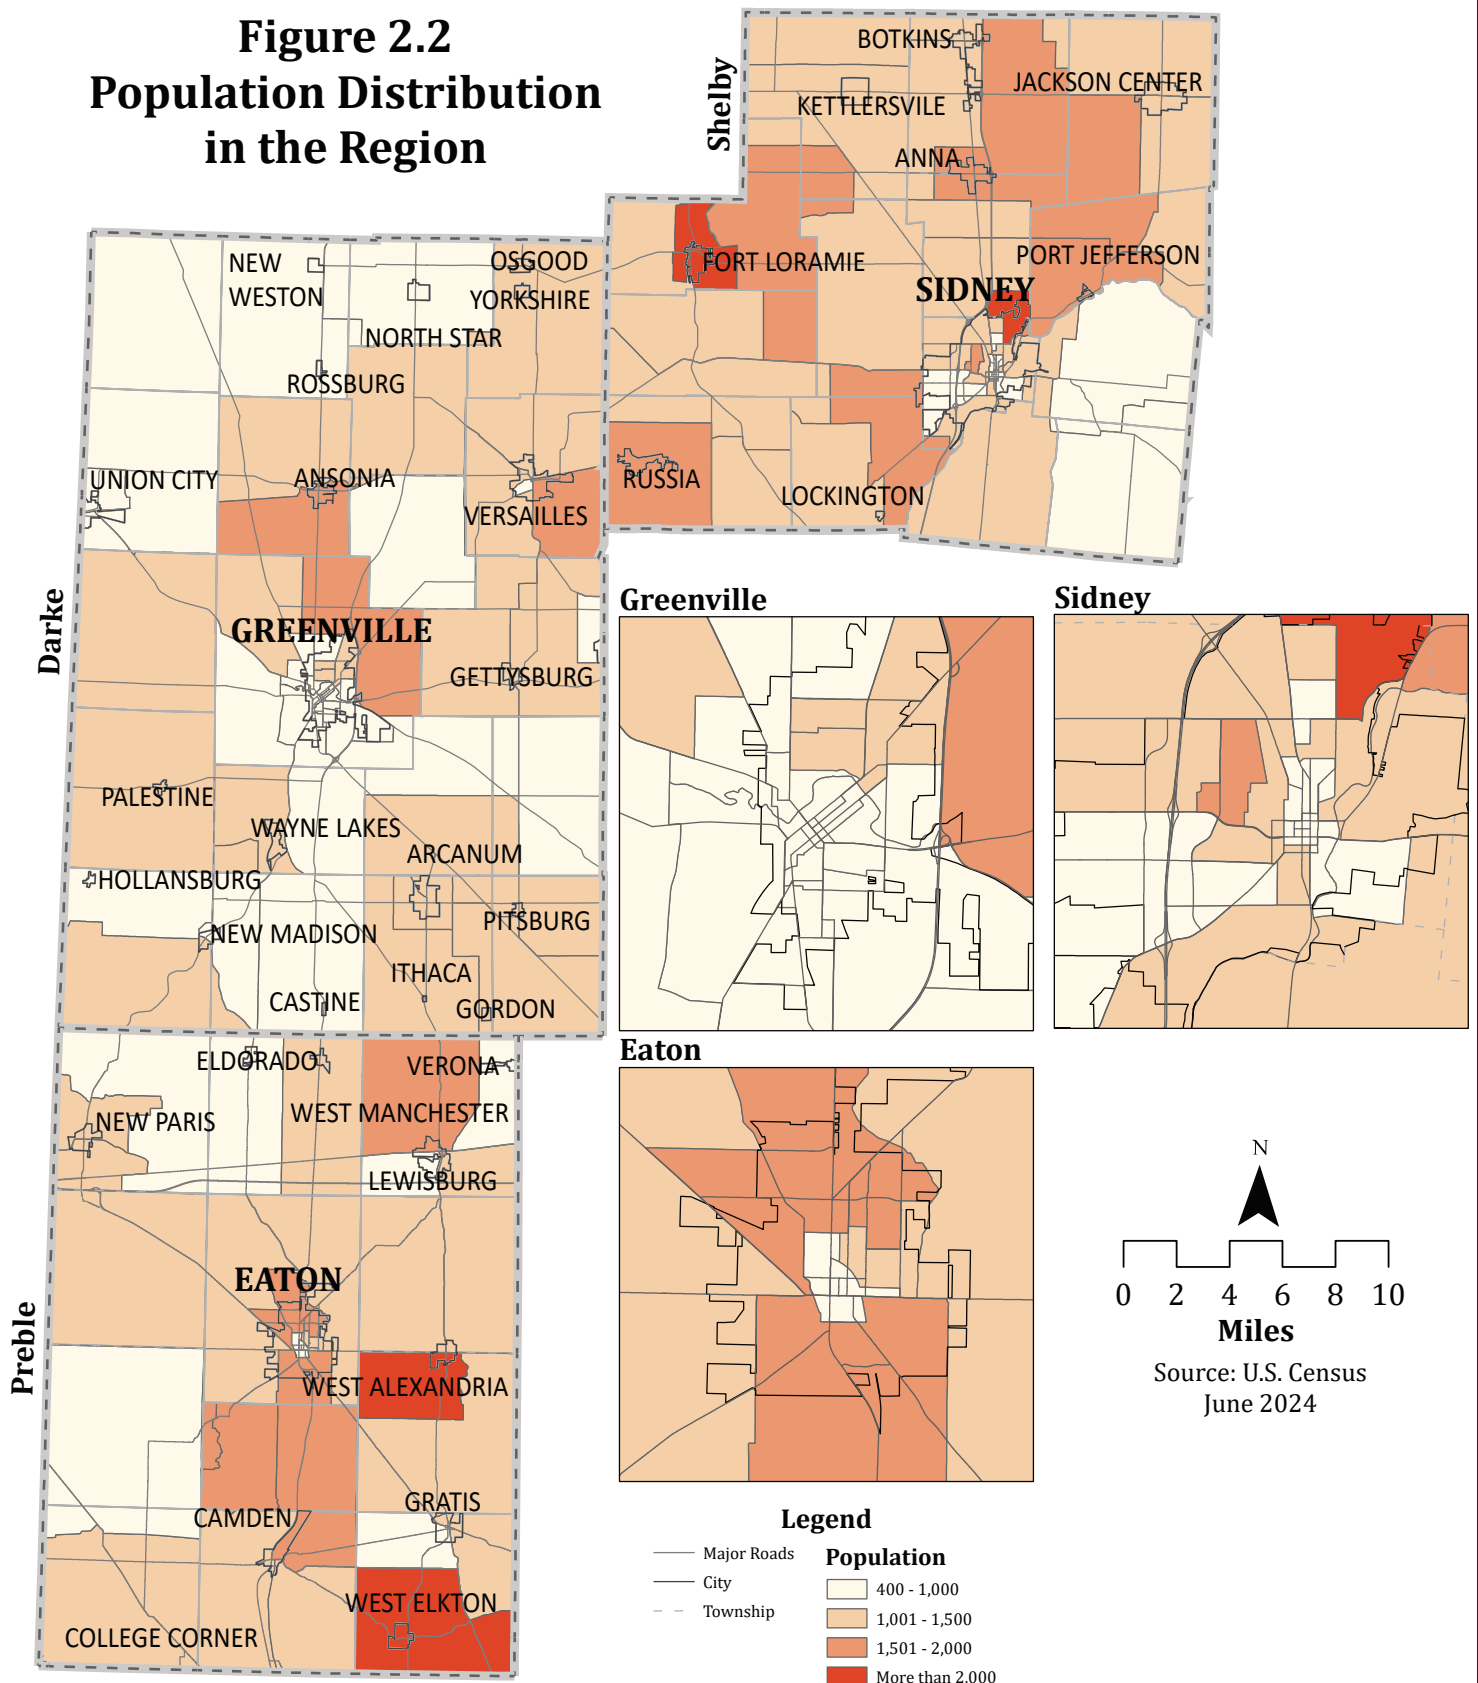 Figure 2.2
Population Distribution
in the Region
Shelby
BOTKINS
JACKSON CENTER
KETTLERSVILE
ANNA
PORT JEFFERSON
FORT LORAMIE
SIDNEY
RUSSIA
LOCKINGTON
Darke
NEW
WESTON
OSGOOD
YORKSHIRE
NORTH STAR
ROSSBURG
UNION CITY
ANSONIA
VERSAILLES
GREENVILLE
GETTYSBURG
PALESTINE
WAYNE LAKES
ARCANUM
HOLLANSBURG
PITSBURG
NEW MADISON
ITHACA
CASTINE
GORDON
Preble
ELDORADO
VERONA
NEW PARIS
WEST MANCHESTER
LEWISBURG
EATON
WEST ALEXANDRIA
GRATIS
CAMDEN
WEST ELKTON
COLLEGE CORNER
Greenville
Sidney
Eaton
N
0 2 4 6 8 10
Miles
Source: U.S. Census
June 2024
Legend
Major Roads
City
Township
Population
400 - 1,000
1,001 - 1,500
1,501 - 2,000
More than 2,000